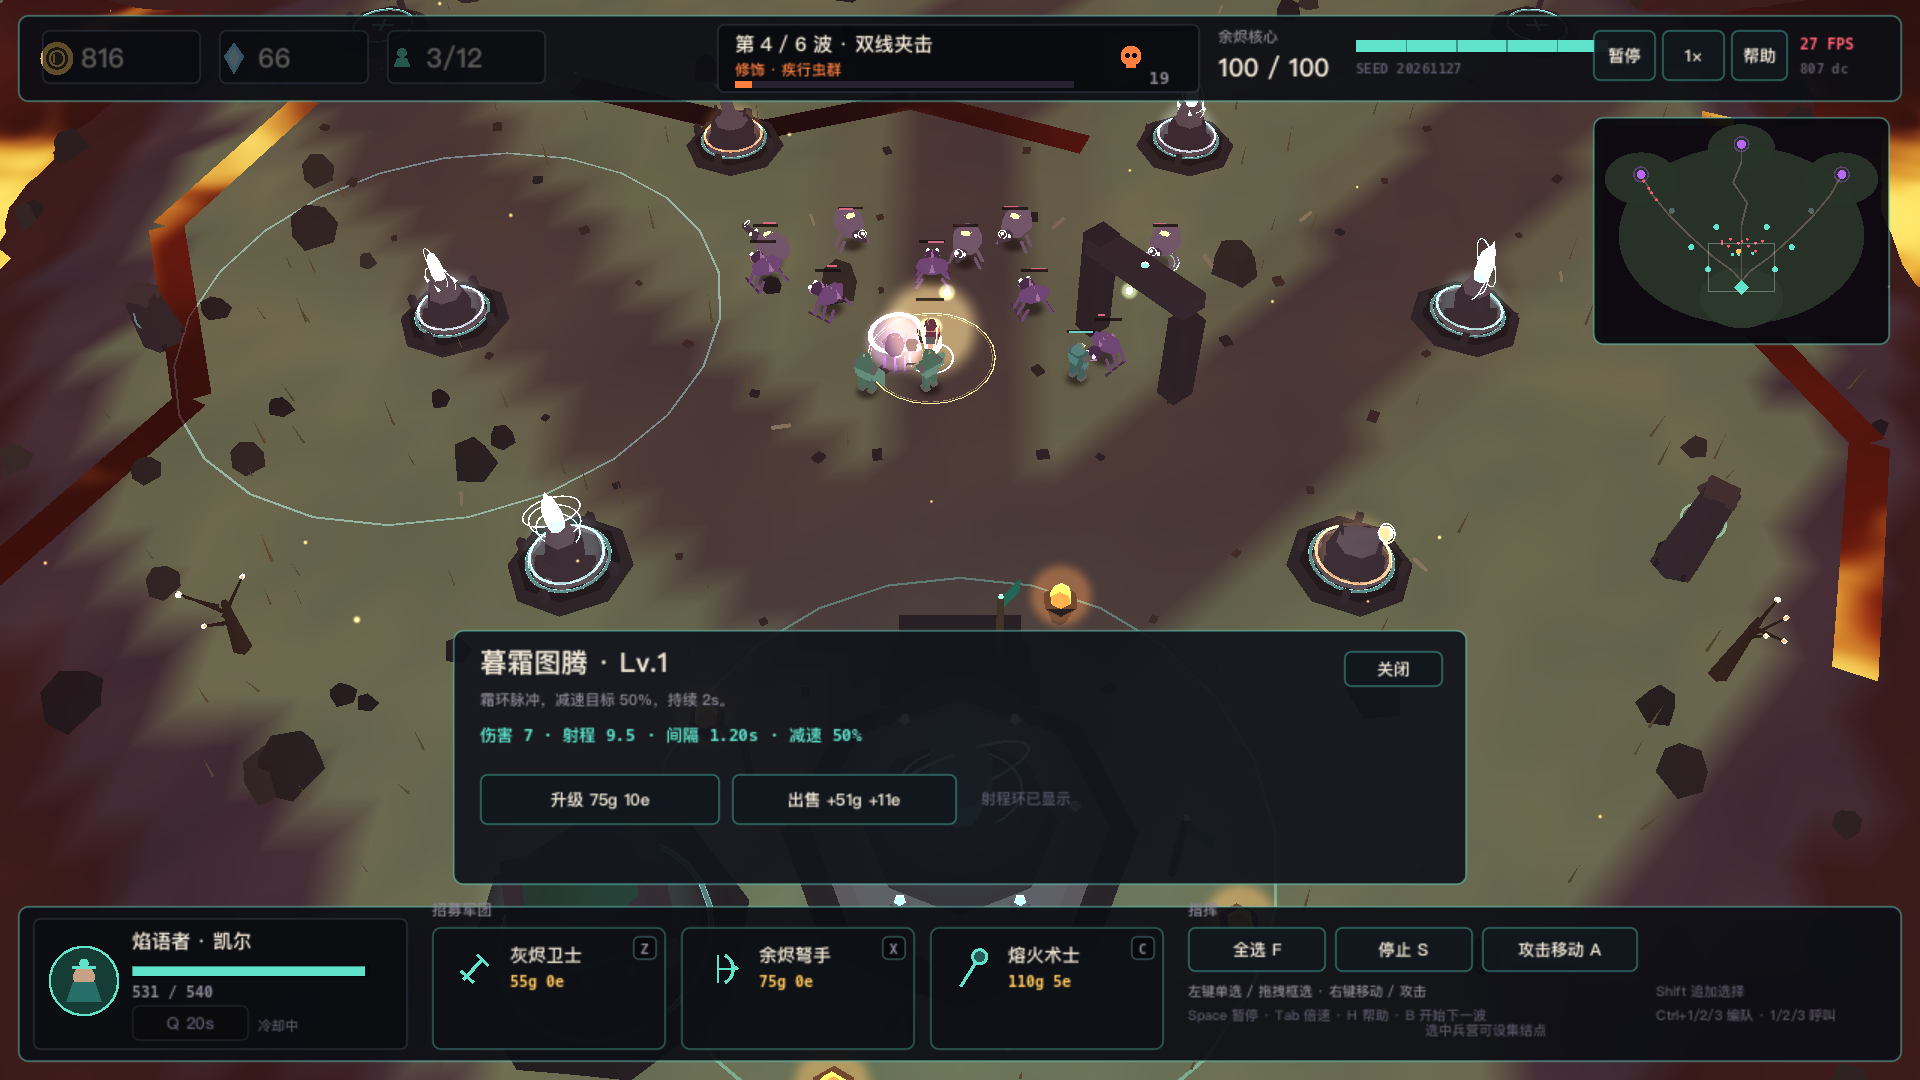 816
66
3/12
第 4 / 6 波 · 双线夹击
修饰 · 疾行虫群
19
余烬核心
100 / 100
SEED 20261127
暂停
1×
帮助
27 FPS
807 dc
暮霜图腾 · Lv.1
关闭
霜环脉冲，减速目标 50%，持续 2s。
伤害 7 · 射程 9.5 · 间隔 1.20s · 减速 50%
升级 75g 10e
出售 +51g +11e
射程环已显示
焰语者 · 凯尔
531 / 540
Q 20s
冷却中
招募军团
灰烬卫士
Z
55g 0e
余烬弩手
X
75g 0e
熔火术士
C
110g 5e
指挥
全选 F
停止 S
攻击移动 A
左键单选 / 拖拽框选 · 右键移动 / 攻击
Space 暂停 · Tab 倍速 · H 帮助 · B 开始下一波
选中兵营可设集结点
Shift 追加选择
Ctrl+1/2/3 编队 · 1/2/3 呼叫